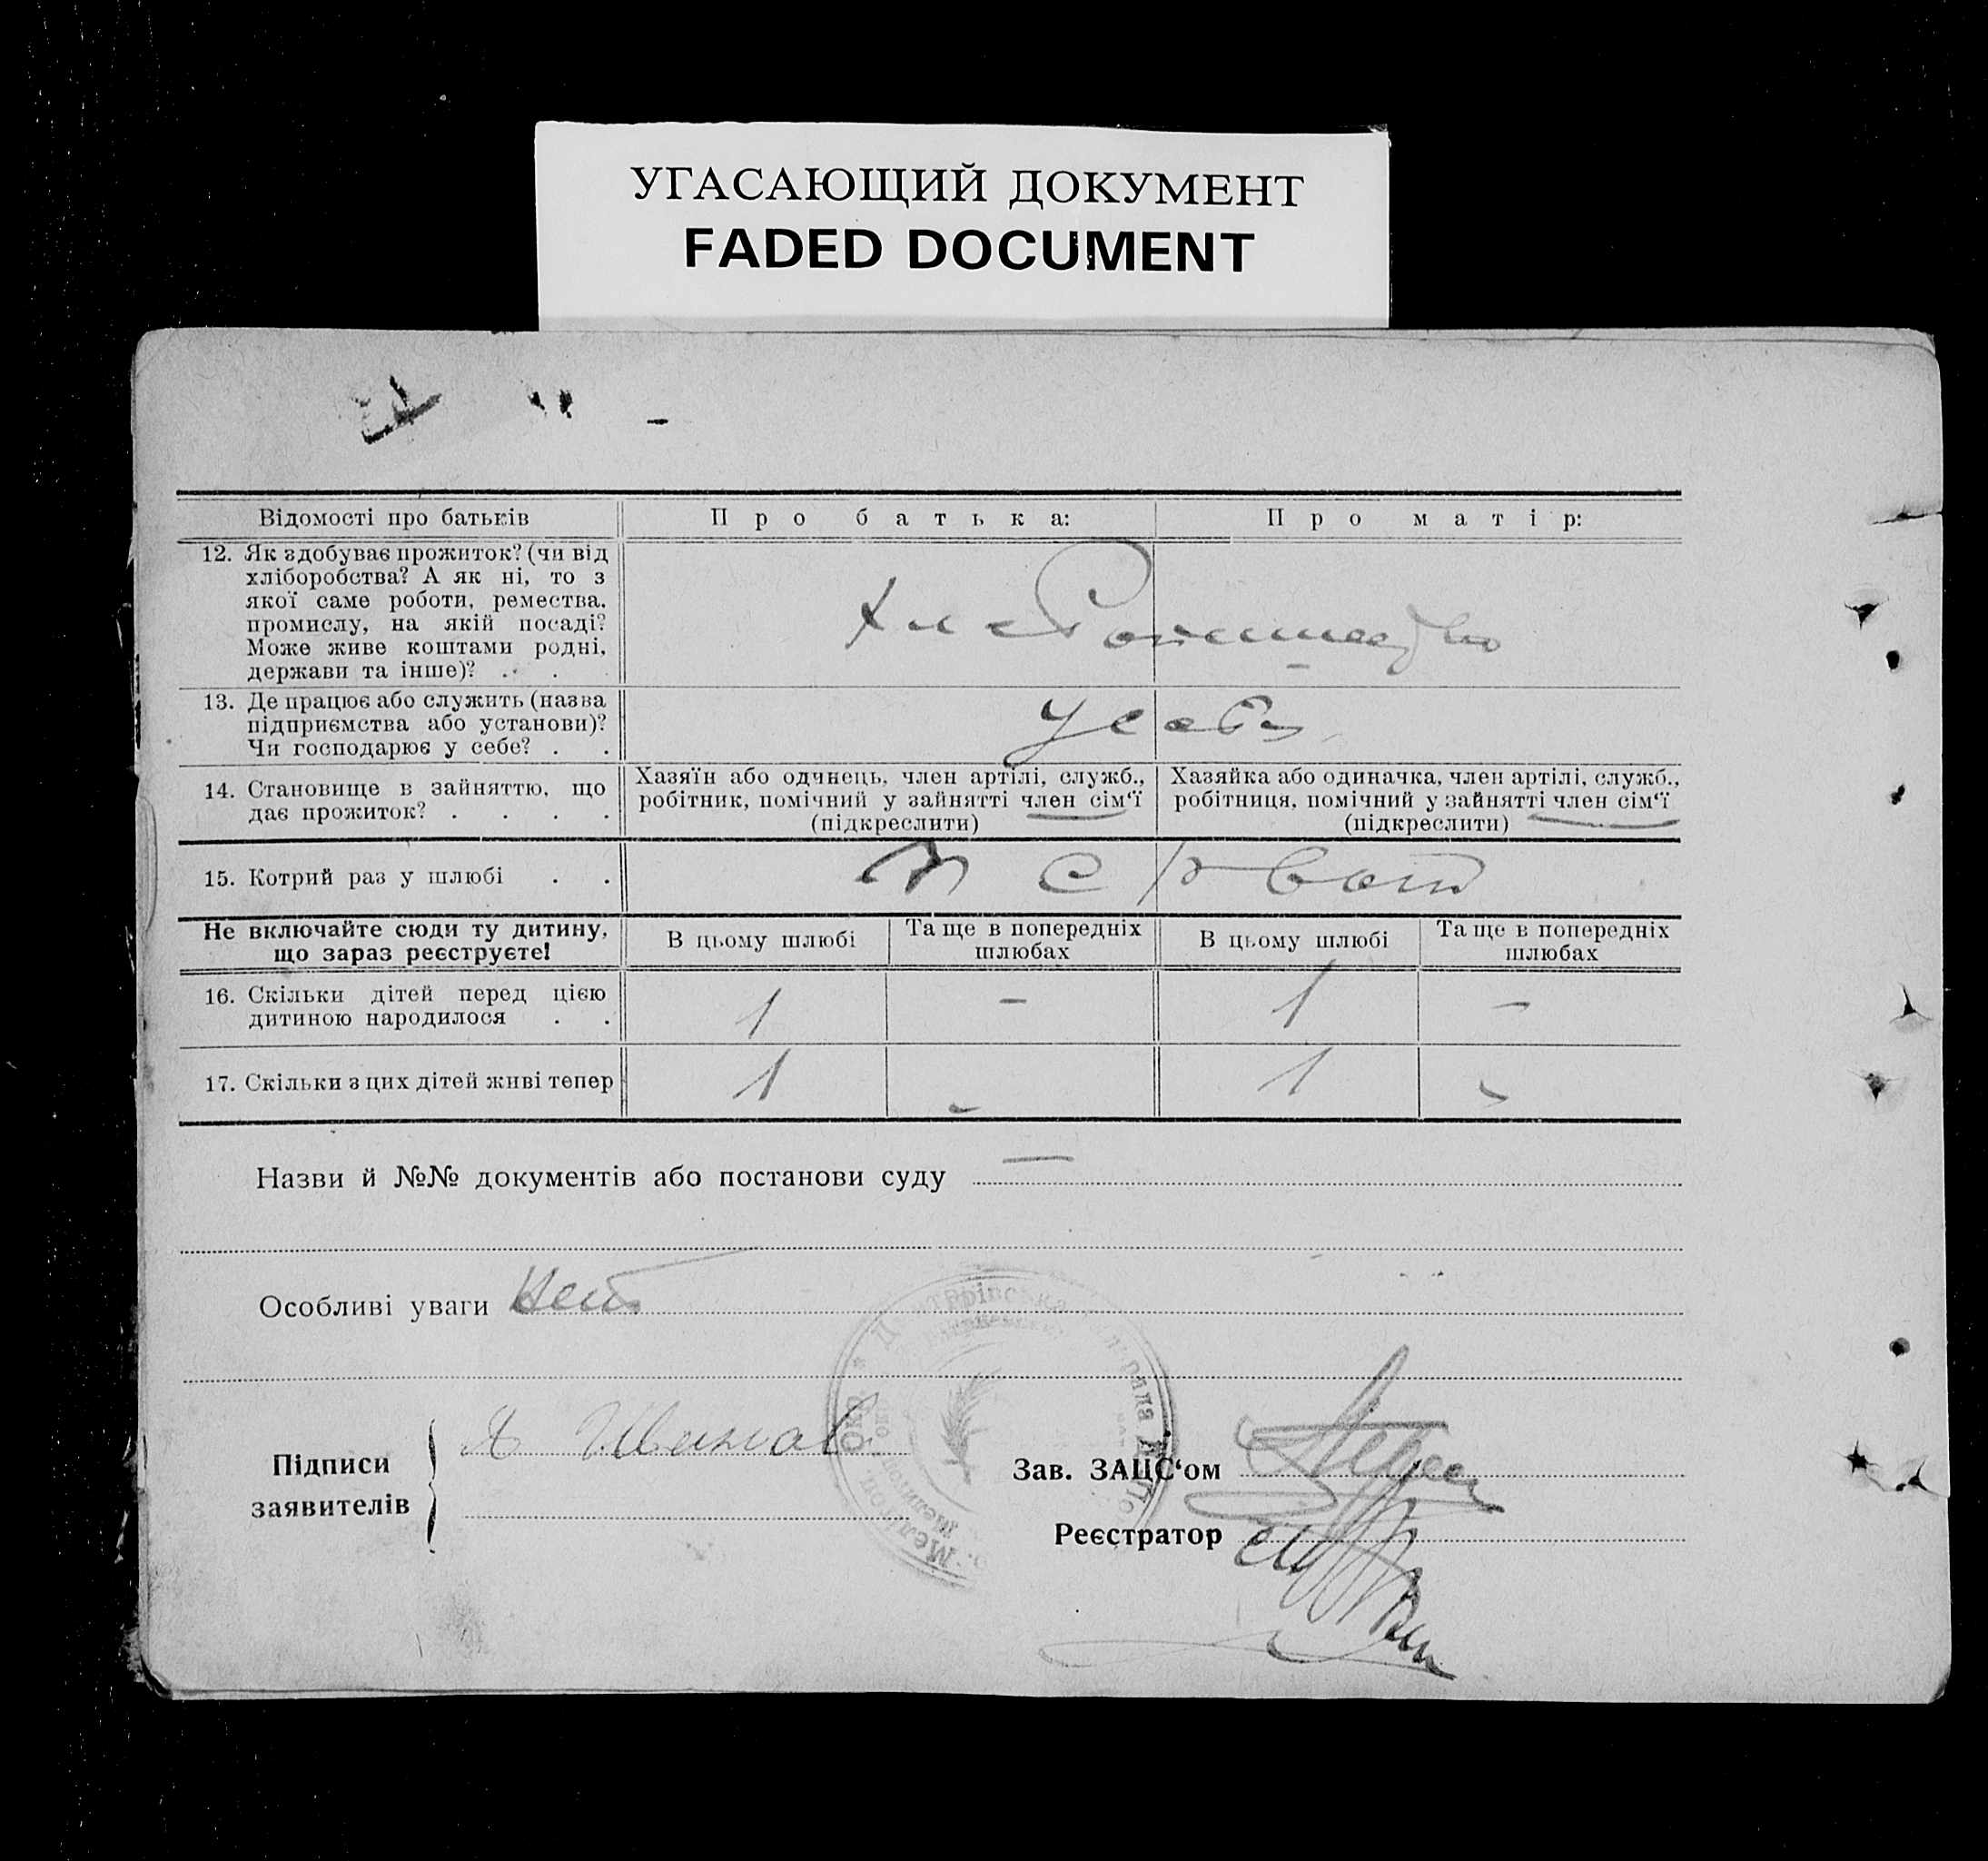 УГАСАЮЩИЙ ДОКУМЕНТ
FADED DOCUMENT
Відомості про батьків
Про батька:
Про матір:
12. Як здобуває прожиток? (чи від
хліборобства? А як ні, то з
якої саме роботи, ремества,
промислу, на якій посаді?
Може живе коштами родні,
держави та інше)? . .
13. Де працює або служить (назва
підприємства або установи)?
Чи господарює у себе? . .
у себя
14. Становище в зайняттю, що
дає прожиток? . . . .
Хазяїн або одинець, член артілі, служб.,
робітник, помічний у зайнятті член сім‘ї
(підкреслити)
Хазяйка або одиначка, член артілі, служб.,
робітниця, помічний у зайнятті член сім‘ї
(підкреслити)
15. Котрий раз у шлюбі . .
Не включайте сюди ту дитину,
що зараз реєструєте!
В цьому шлюбі
Та ще в попередніх
шлюбах
В цьому шлюбі
Та ще в попередніх
шлюбах
16. Скільки дітей перед цією
дитиною народилося . .
1 – 1 –
17. Скільки з цих дітей живі тепер
1 - 1 -
Назви й №№ документів або постанови суду —
Особливі уваги Нет
Підписи
заявителів
Зав. ЗАЦС‘ом
Реєстратор